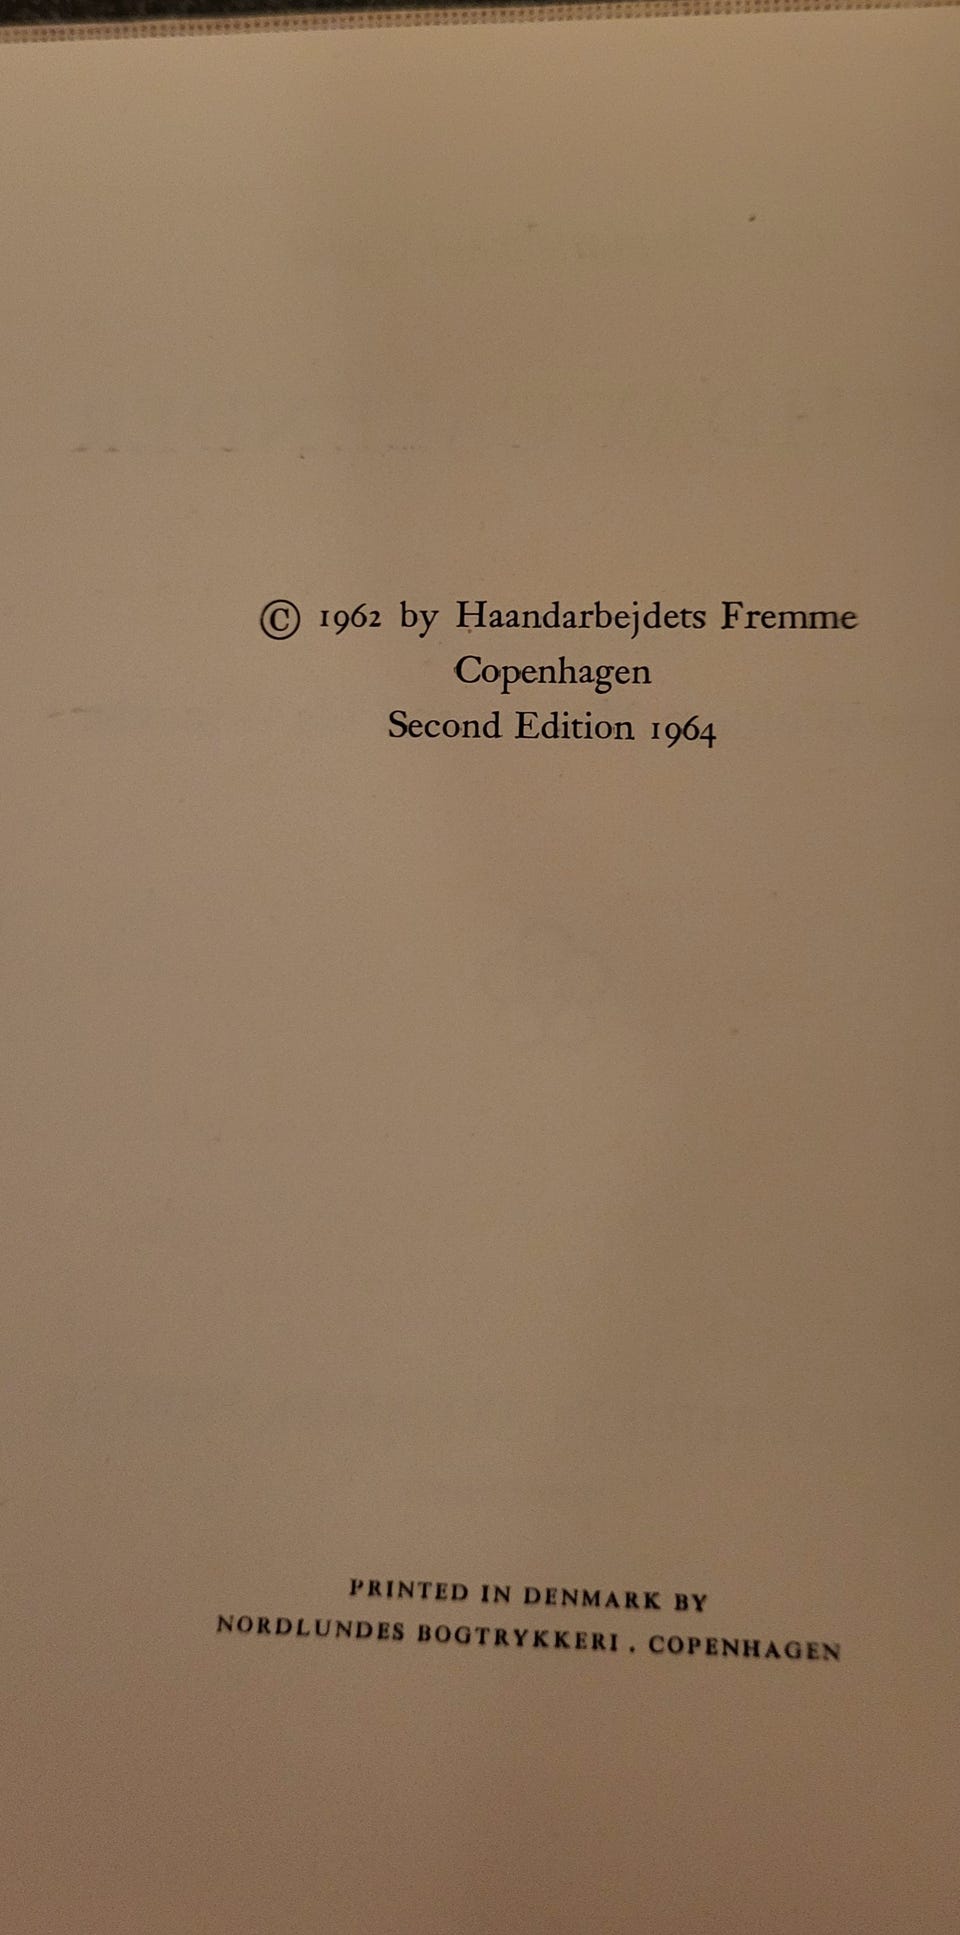 © 1962 by Haandarbejdets Fremme
Copenhagen
Second Edition 1964
PRINTED IN DENMARK BY
NORDLUNDES BOGTRYKKERI . COPENHAGEN